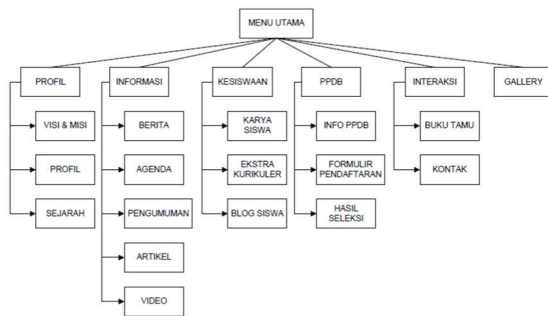 MENU UTAMA
PROFIL
INFORMASI
KESISWAAN
PPDB
INTERAKSI
GALLERY
VISI & MISI
BERITA
KARYA
SISWA
INFO PPDB
BUKU TAMU
PROFIL
AGENDA
EKSTRA
KURIKULER
FORMULIR
PENDAFTARAN
KONTAK
SEJARAH
PENGUMUMAN
BLOG SISWA
HASIL
SELEKSI
ARTIKEL
VIDEO